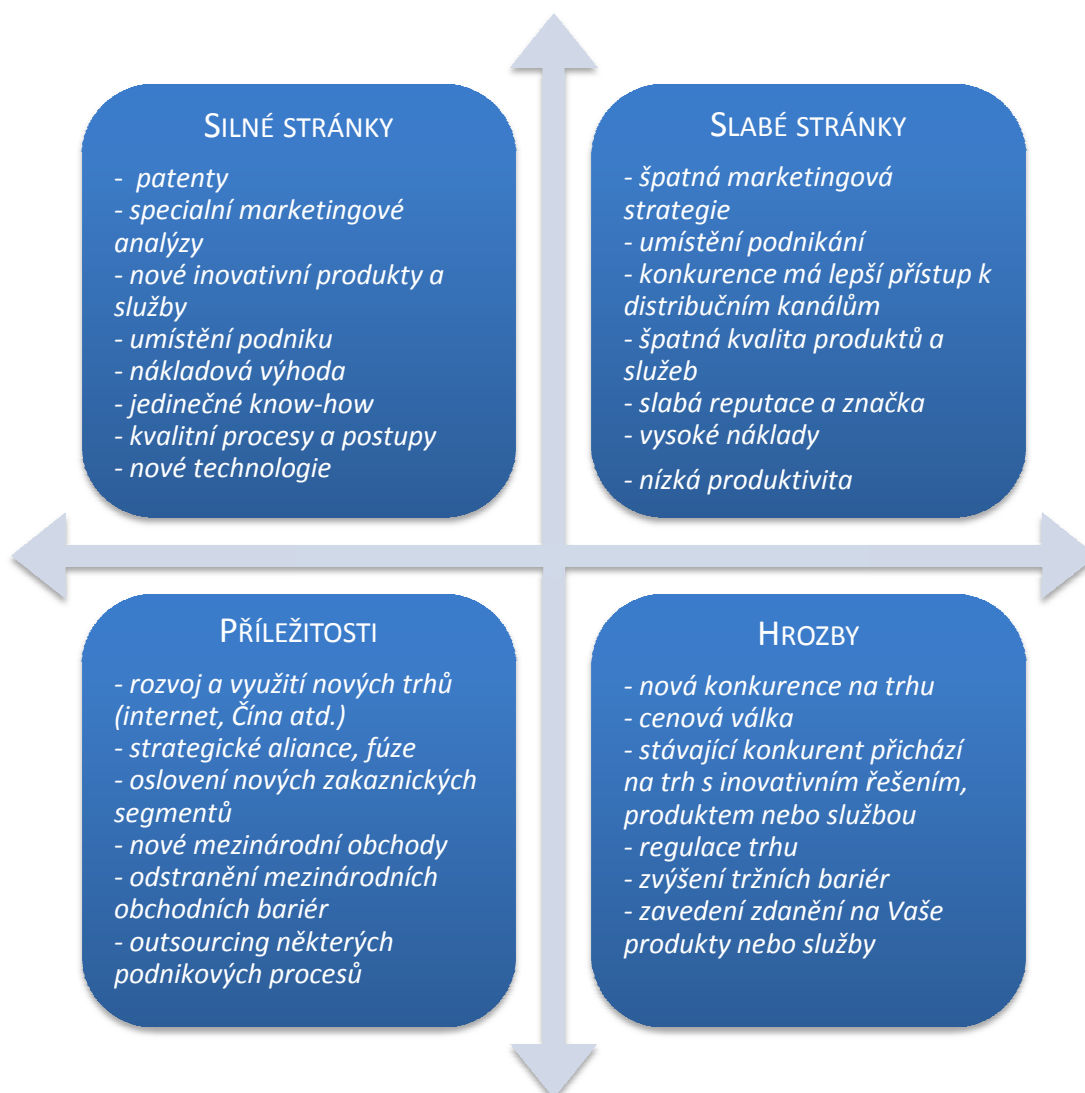 SILNÉ STRÁNKY
- patenty
- specialní marketingové
analýzy
- nové inovativní produkty a
služby
- umístění podniku
- nákladová výhoda
- jedinečné know-how
- kvalitní procesy a postupy
- nové technologie
SLABÉ STRÁNKY
- špatná marketingová
strategie
- umístění podnikání
- konkurence má lepší přístup k
distribučním kanálům
- špatná kvalita produktů a
služeb
- slabá reputace a značka
- vysoké náklady
- nízká produktivita
PŘÍLEŽITOSTI
- rozvoj a využití nových trhů
(internet, Čína atd.)
- strategické aliance, fúze
- oslovení nových zakaznických
segmentů
- nové mezinárodní obchody
- odstranění mezinárodních
obchodních bariér
- outsourcing některých
podnikových procesů
HROZBY
- nová konkurence na trhu
- cenová válka
- stávající konkurent přichází
na trh s inovativním řešením,
produktem nebo službou
- regulace trhu
- zvýšení tržních bariér
- zavedení zdanění na Vaše
produkty nebo služby